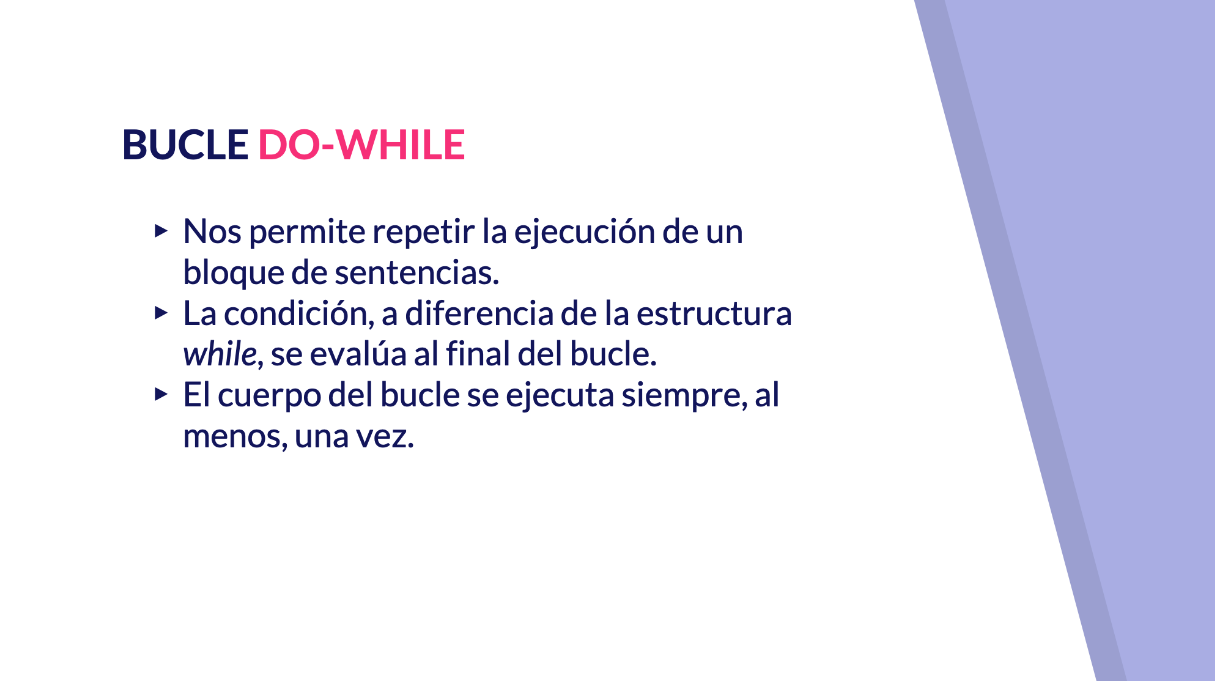 BUCLE DO-WHILE
▸ Nos permite repetir la ejecución de un
bloque de sentencias.
▸ La condición, a diferencia de la estructura
while, se evalúa al final del bucle.
▸ El cuerpo del bucle se ejecuta siempre, al
menos, una vez.